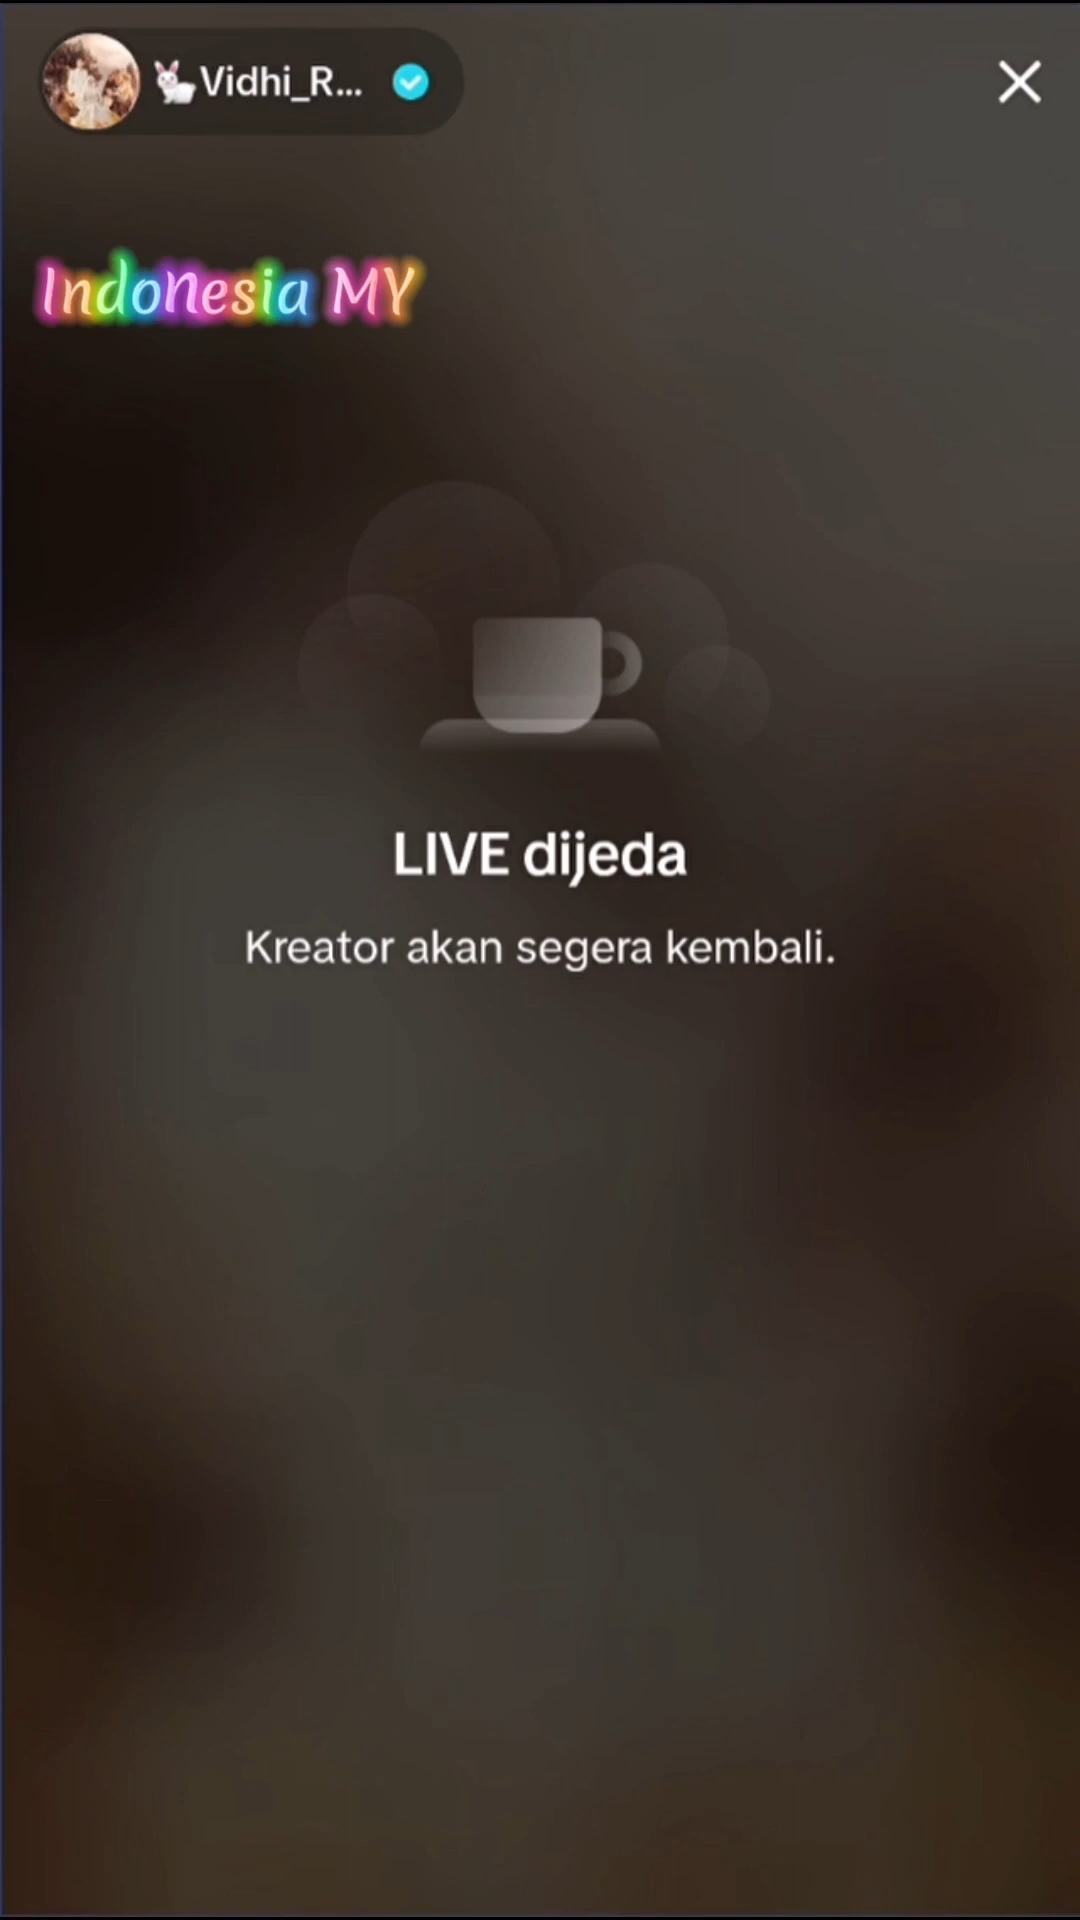 🐇Vidhi_R...
Indonesia MY
LIVE dijeda
Kreator akan segera kembali.